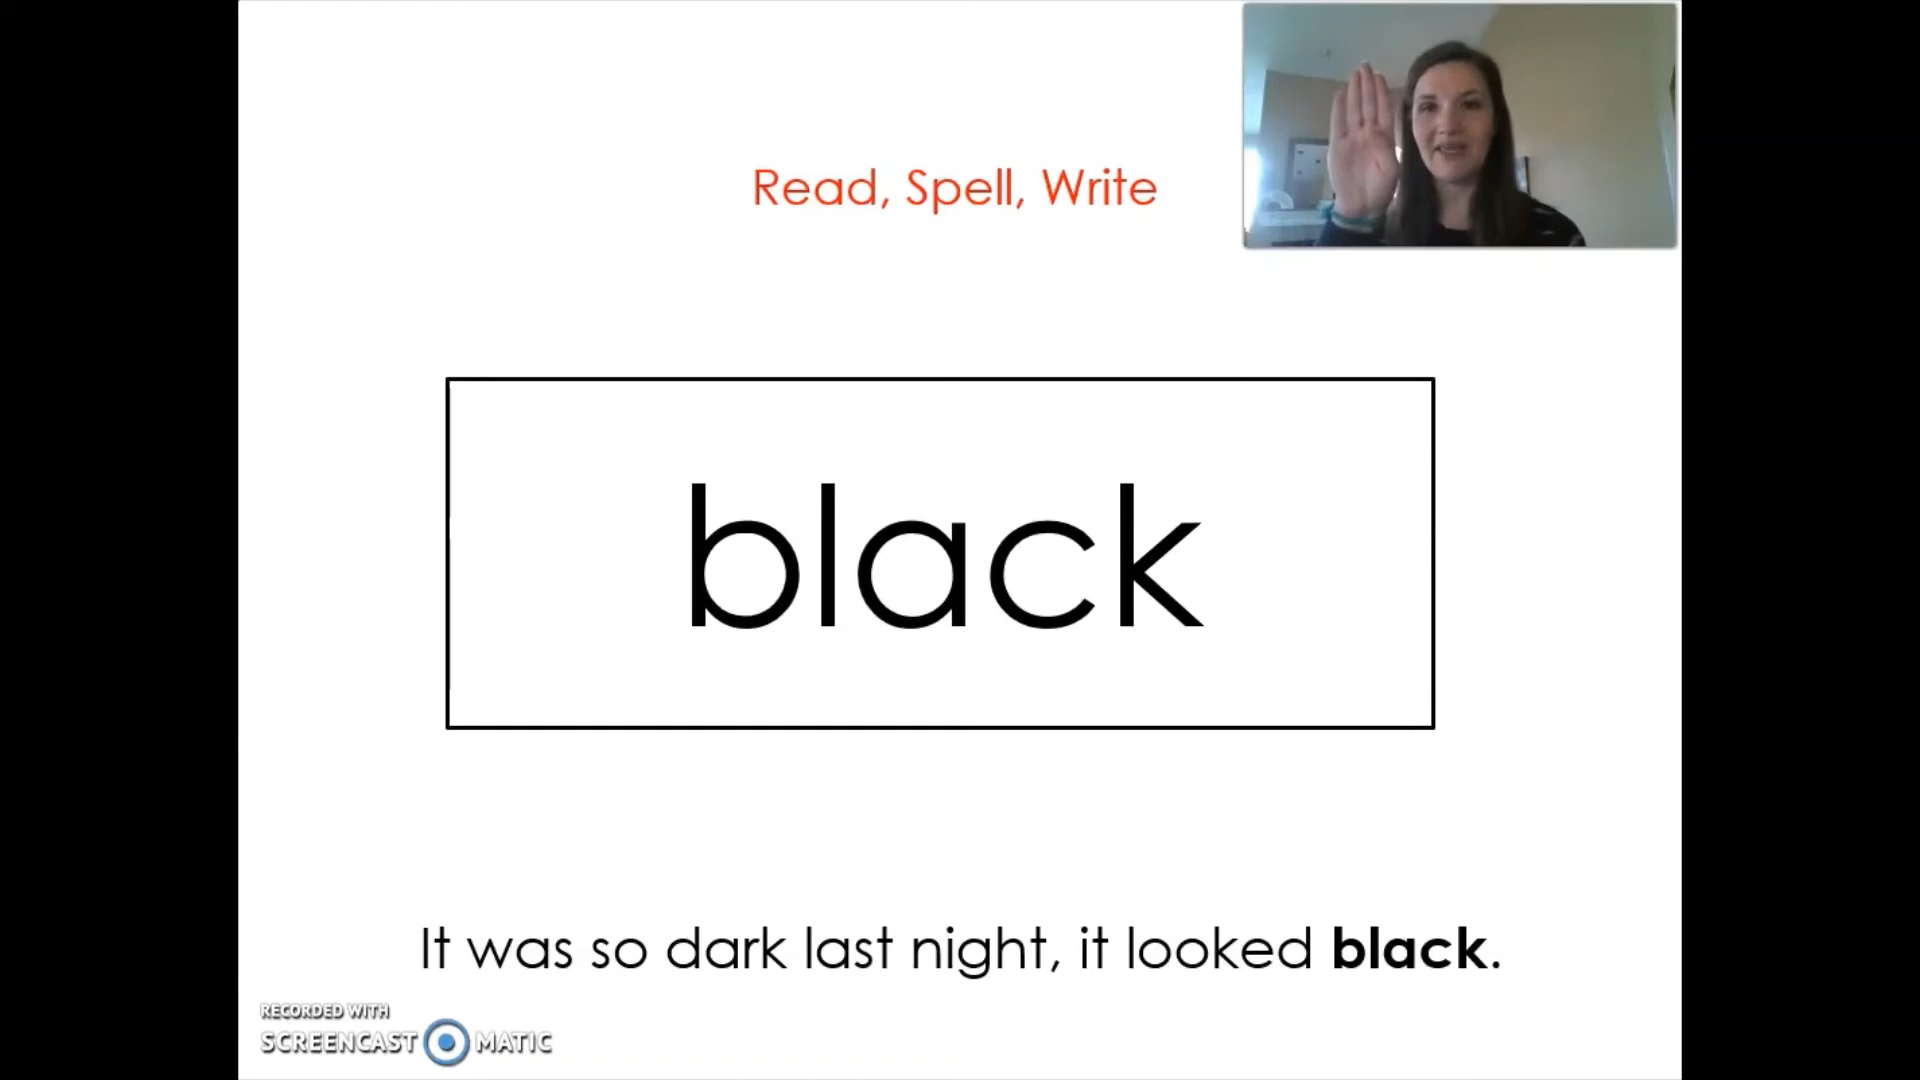 Read, Spell, Write
black
It was so dark last night, it looked black.
RECORDED WITH
SCREENCAST MATIC